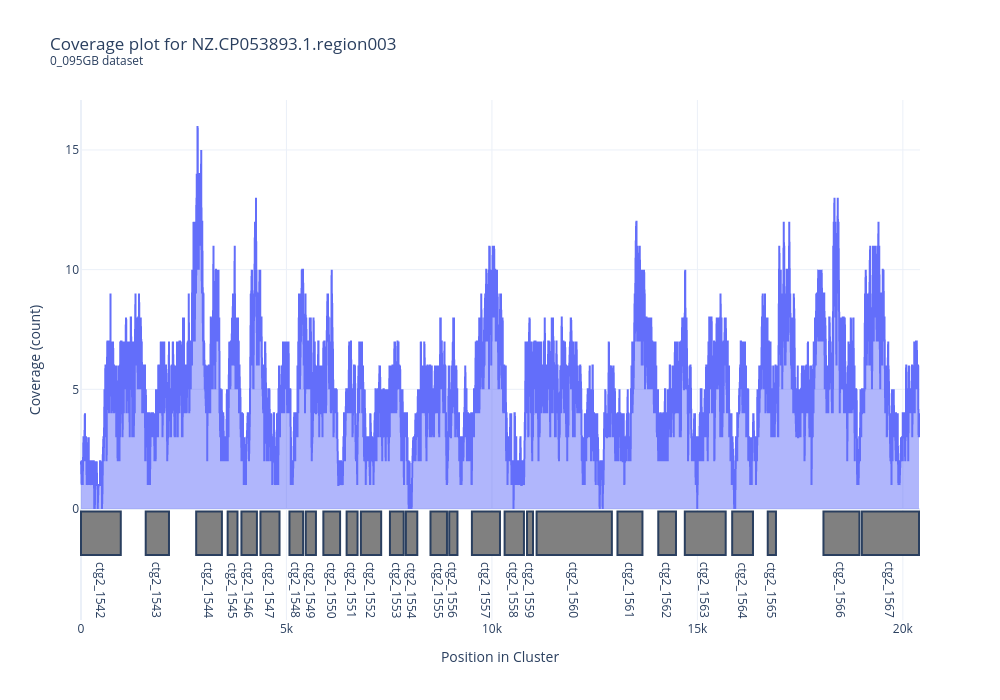 Coverage plot for NZ.CP053893.1.region003
0_095GB dataset
15
10
5
0
Coverage (count)
ctg2_1542
ctg2_1543
ctg2_1544
ctg2_1545
ctg2_1546
ctg2_1547
ctg2_1548
ctg2_1549
ctg2_1550
ctg2_1551
ctg2_1552
ctg2_1553
ctg2_1554
ctg2_1555
ctg2_1556
ctg2_1557
ctg2_1558
ctg2_1559
ctg2_1560
ctg2_1561
ctg2_1562
ctg2_1563
ctg2_1564
ctg2_1565
ctg2_1566
ctg2_1567
0 5k 10k 15k 20k
Position in Cluster